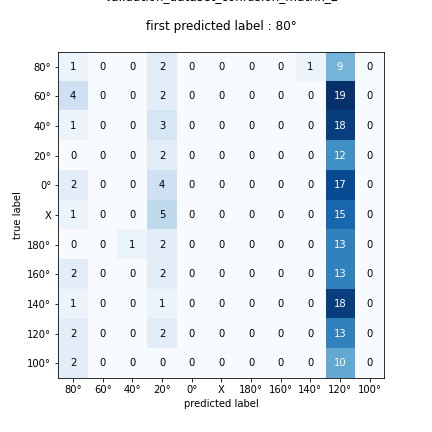 validation_dataset_confusion_matrix_2
first predicted label : 80°
80° 1 0 0 2 0 0 0 0 1 9 0
60° 4 0 0 2 0 0 0 0 0 19 0
40° 1 0 0 3 0 0 0 0 0 18 0
20° 0 0 0 2 0 0 0 0 0 12 0
0° 2 0 0 4 0 0 0 0 0 17 0
X 1 0 0 5 0 0 0 0 0 15 0
180° 0 0 1 2 0 0 0 0 0 13 0
160° 2 0 0 2 0 0 0 0 0 13 0
140° 1 0 0 1 0 0 0 0 0 18 0
120° 2 0 0 2 0 0 0 0 0 13 0
100° 2 0 0 0 0 0 0 0 0 10 0
true label
80° 60° 40° 20° 0° X 180° 160° 140° 120° 100°
predicted label